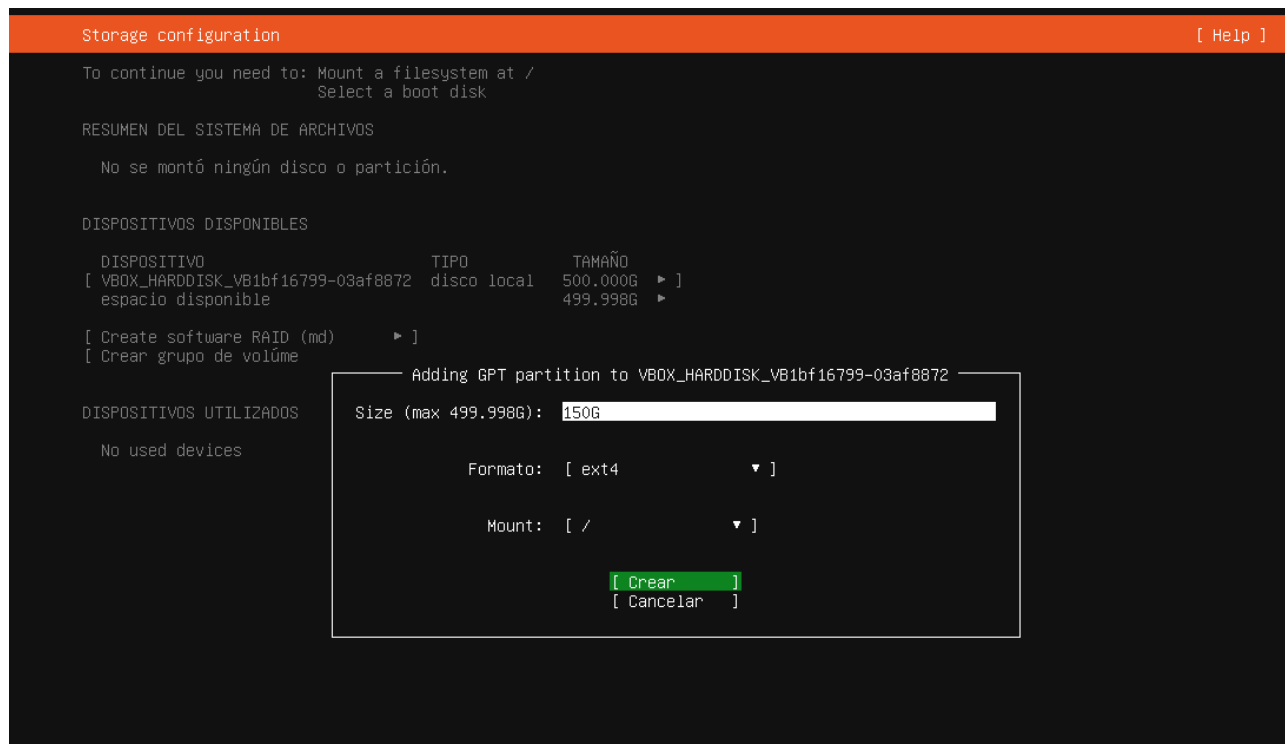 Storage configuration [ Help ]
To continue you need to: Mount a filesystem at /
Select a boot disk
RESUMEN DEL SISTEMA DE ARCHIVOS
No se montó ningún disco o partición.
DISPOSITIVOS DISPONIBLES
DISPOSITIVO TIPO TAMAÑO
[ VBOX_HARDDISK_VB1bf16799-03af8872 disco local 500.000G ▸ ]
espacio disponible 499.998G ▸
[ Create software RAID (md) ▸ ]
[ Crear grupo de volúme
Adding GPT partition to VBOX_HARDDISK_VB1bf16799-03af8872
DISPOSITIVOS UTILIZADOS
Size (max 499.998G): 150G
No used devices
Formato: [ ext4 ▾ ]
Mount: [ / ▾ ]
[ Crear ]
[ Cancelar ]